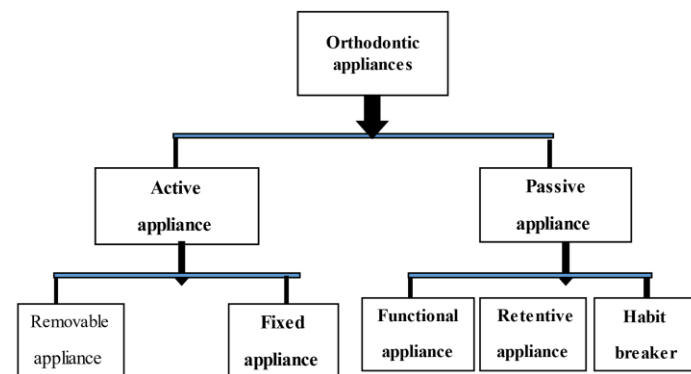 Orthodontic
appliances
Active
appliance
Passive
appliance
Removable
appliance
Fixed
appliance
Functional
appliance
Retentive
appliance
Habit
breaker